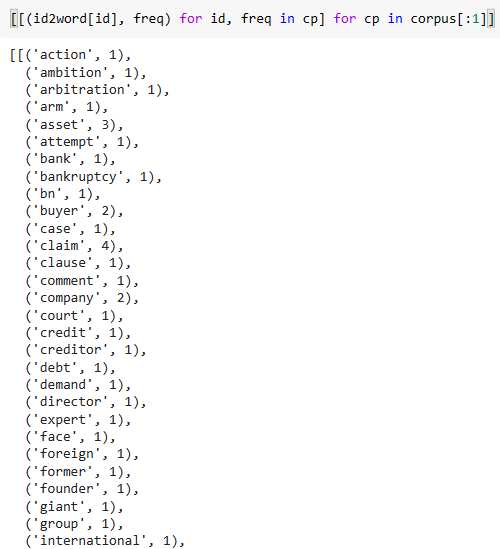 [[(id2word[id], freq) for id, freq in cp] for cp in corpus[:1]]
[[('action', 1),
('ambition', 1),
('arbitration', 1),
('arm', 1),
('asset', 3),
('attempt', 1),
('bank', 1),
('bankruptcy', 1),
('bn', 1),
('buyer', 2),
('case', 1),
('claim', 4),
('clause', 1),
('comment', 1),
('company', 2),
('court', 1),
('credit', 1),
('creditor', 1),
('debt', 1),
('demand', 1),
('director', 1),
('expert', 1),
('face', 1),
('foreign', 1),
('former', 1),
('founder', 1),
('giant', 1),
('group', 1),
('international', 1),